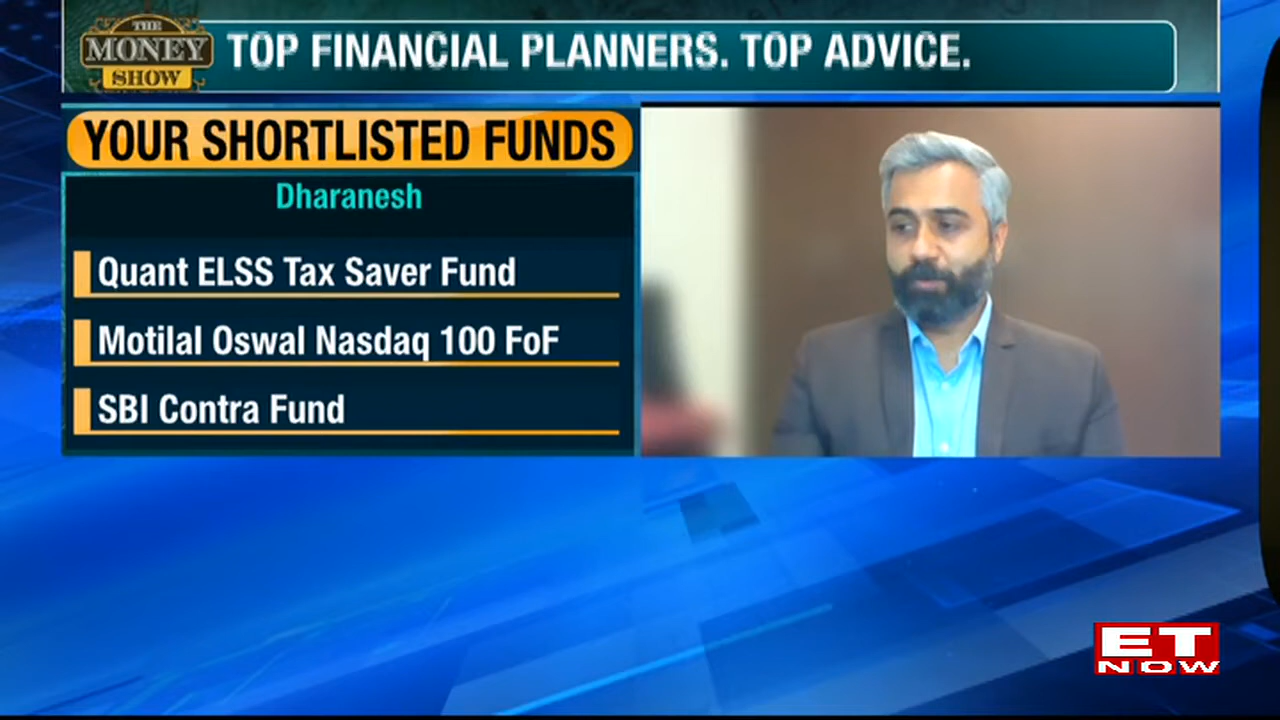 THE
MONEY
SHOW
TOP FINANCIAL PLANNERS. TOP ADVICE.
YOUR SHORTLISTED FUNDS
Dharanesh
Quant ELSS Tax Saver Fund
Motilal Oswal Nasdaq 100 FoF
SBI Contra Fund
ET
NOW